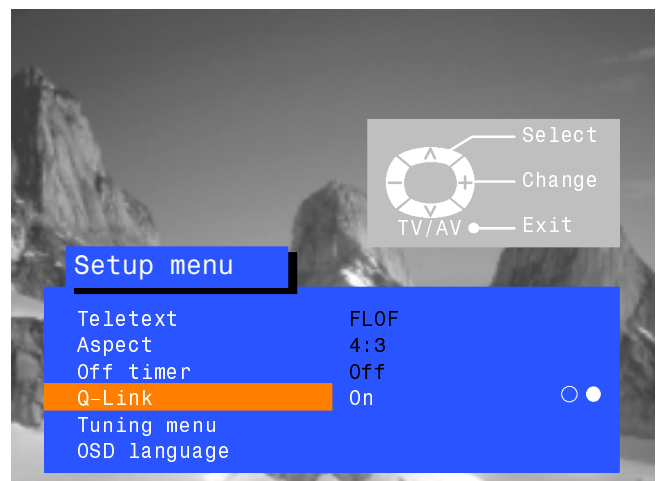 Select
Change
TV/AV Exit
Setup menu
Teletext FLOF
Aspect 4:3
Off timer Off
Q-Link On
Tuning menu
OSD language